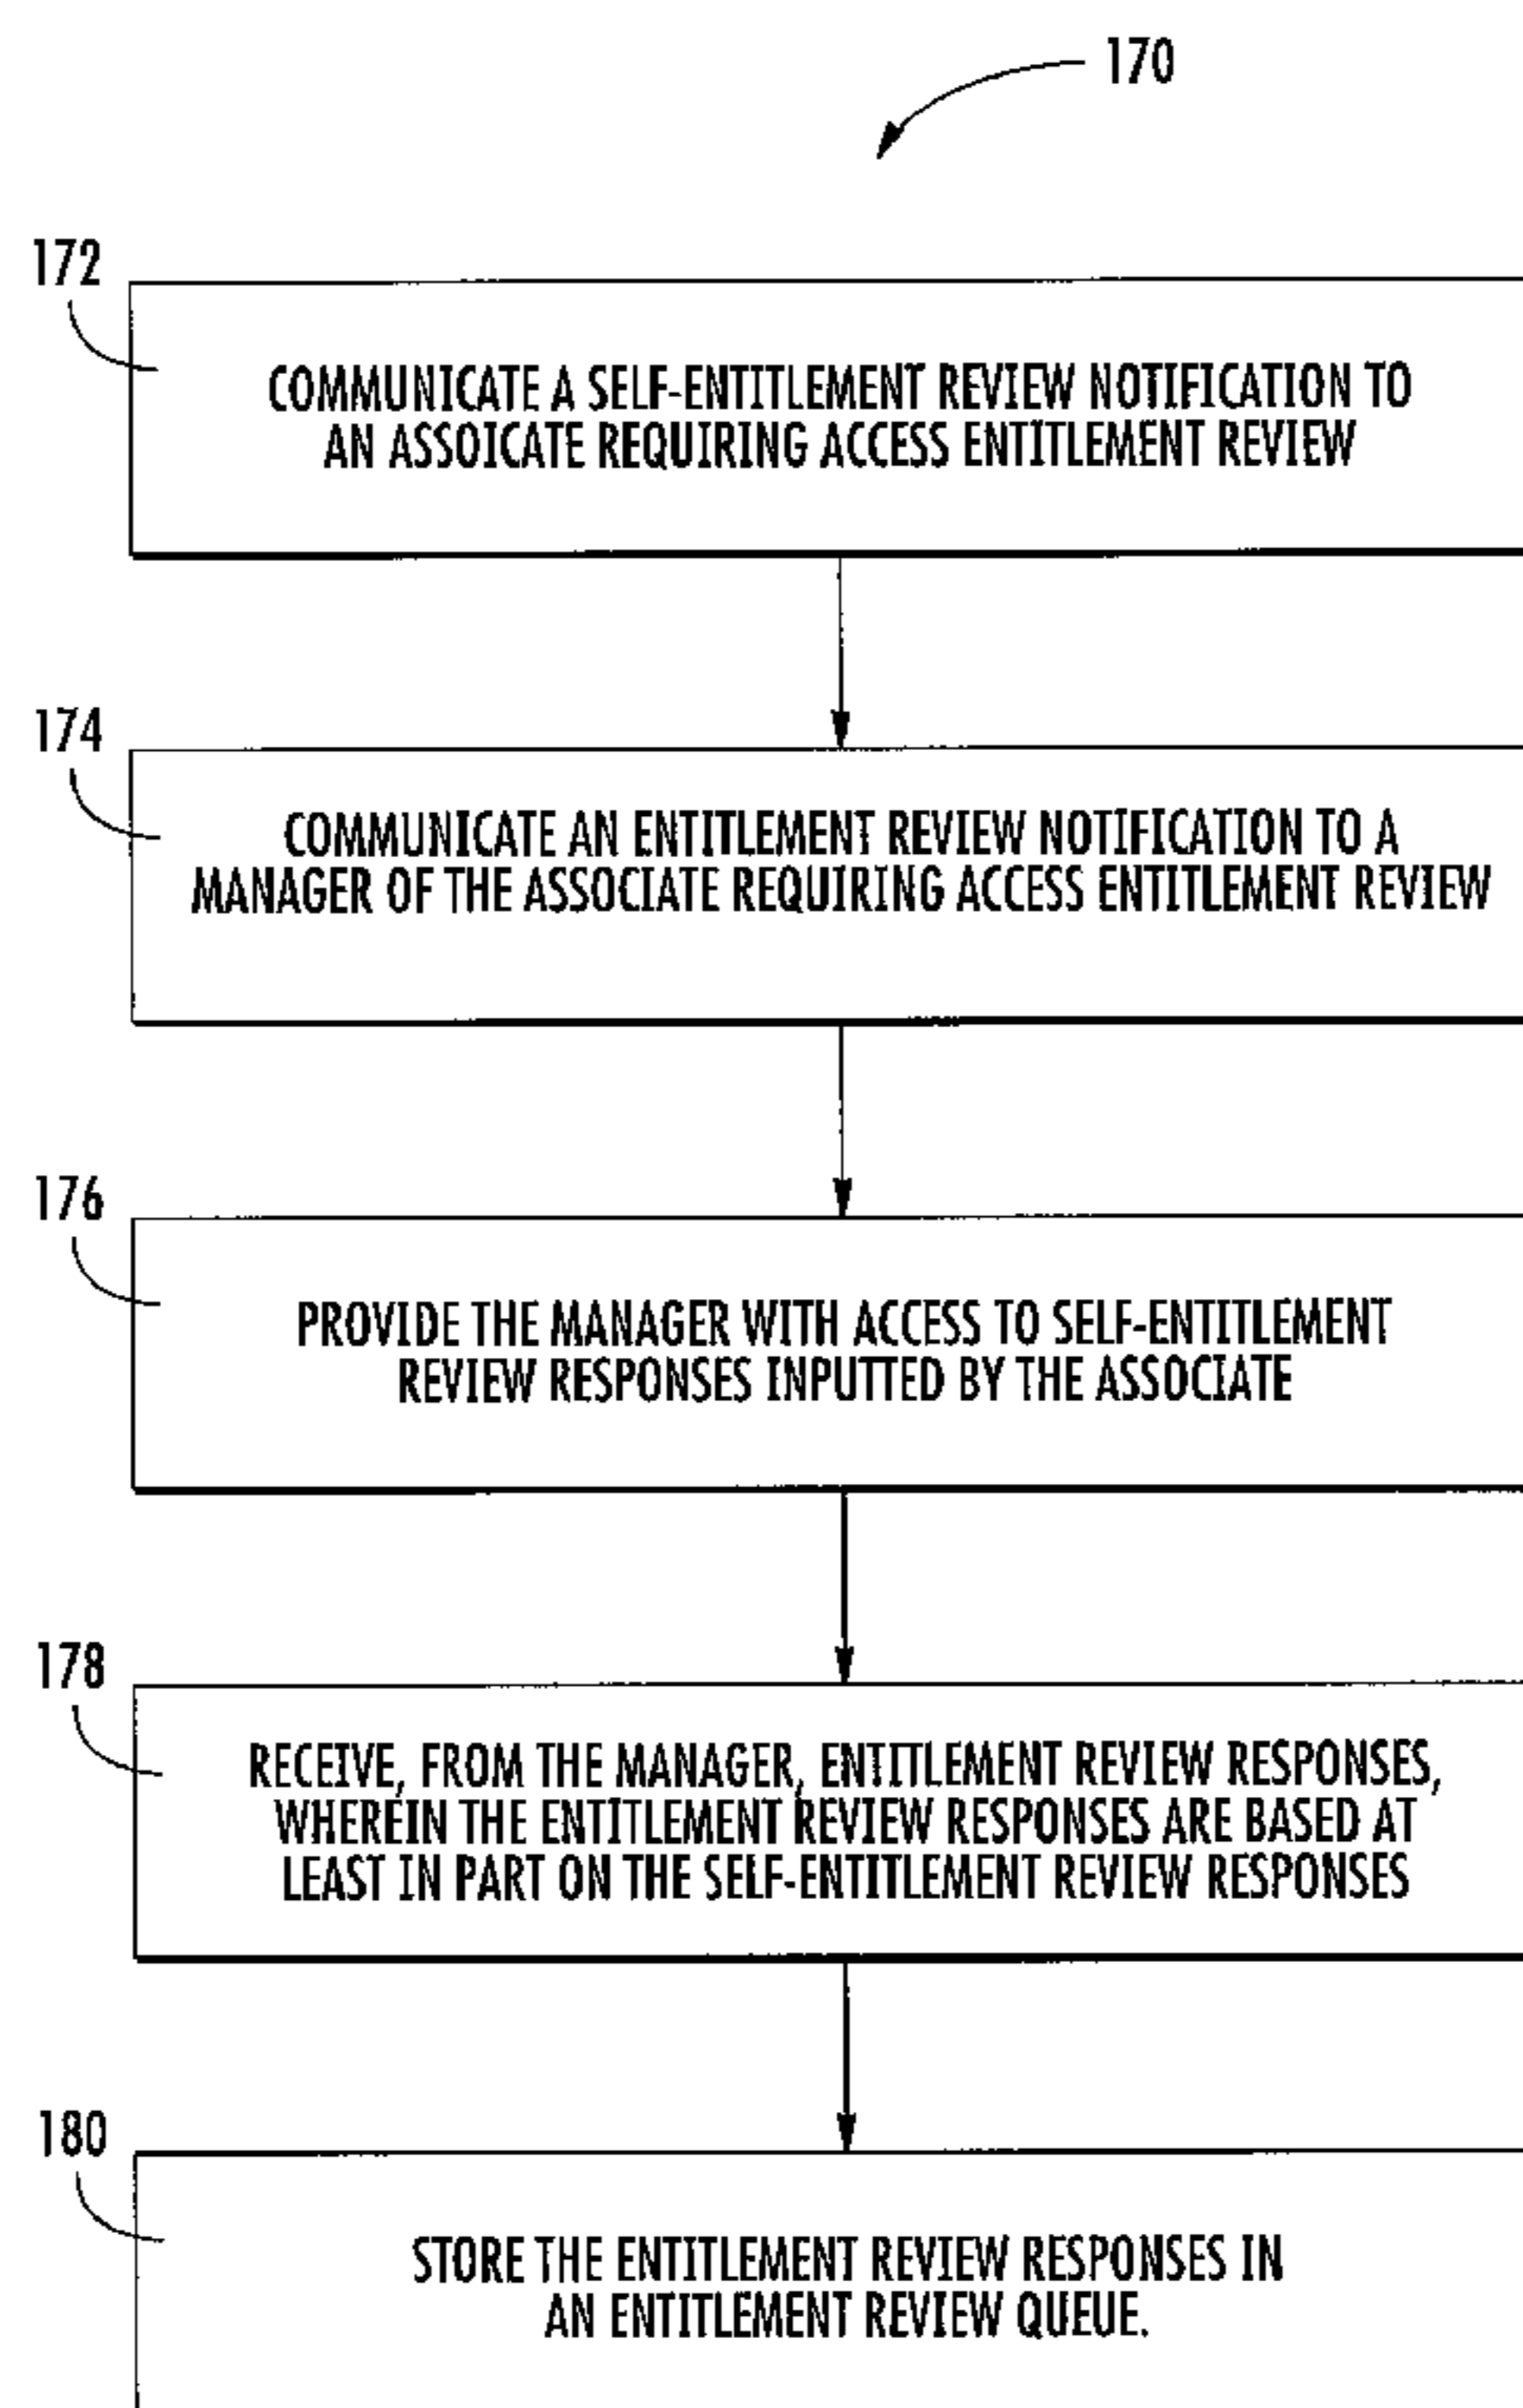 170
172
COMMUNICATE A SELF-ENTITLEMENT REVIEW NOTIFICATION TO
AN ASSOICATE REQUIRING ACCESS ENTITLEMENT REVIEW
174
COMMUNICATE AN ENTITLEMENT REVIEW NOTIFICATION TO A
MANAGER OF THE ASSOCIATE REQUIRING ACCESS ENTITLEMENT REVIEW
176
PROVIDE THE MANAGER WITH ACCESS TO SELF-ENTITLEMENT
REVIEW RESPONSES INPUTTED BY THE ASSOCIATE
178
RECEIVE, FROM THE MANAGER, ENTITLEMENT REVIEW RESPONSES,
WHEREIN THE ENTITLEMENT REVIEW RESPONSES ARE BASED AT
LEAST IN PART ON THE SELF-ENTITLEMENT REVIEW RESPONSES
180
STORE THE ENTITLEMENT REVIEW RESPONSES IN
AN ENTITLEMENT REVIEW QUEUE.